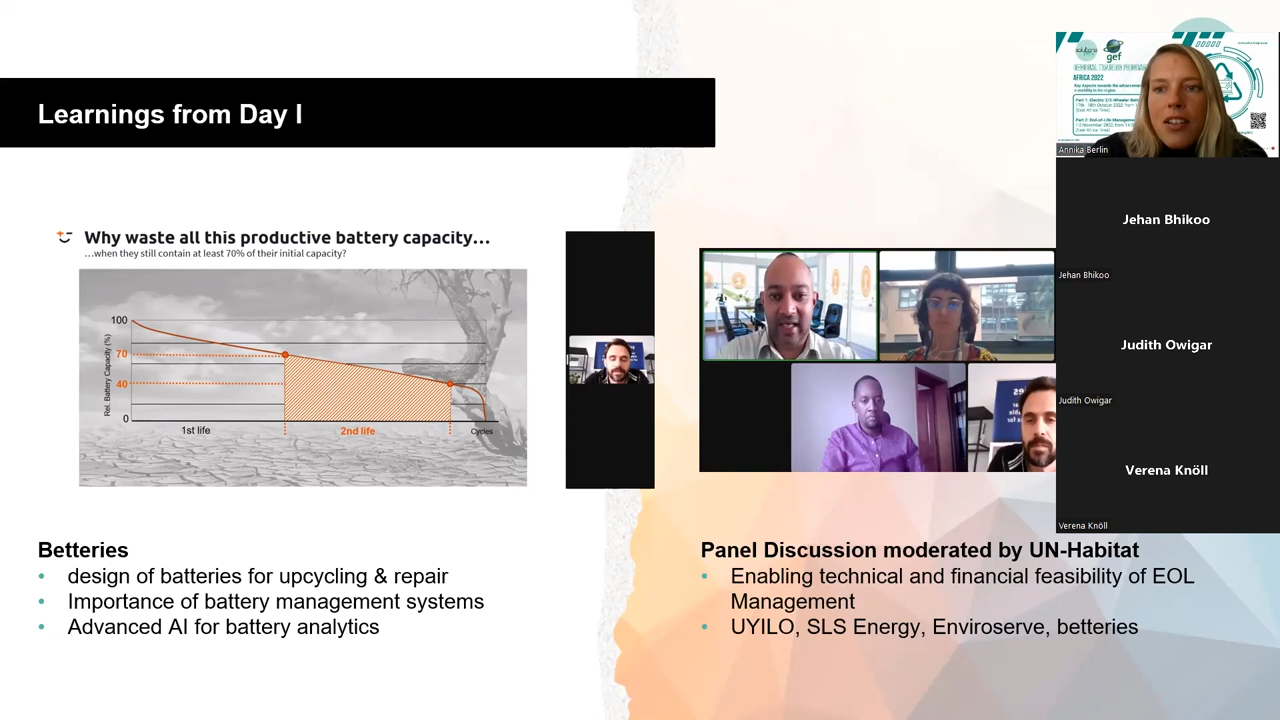 Learnings from Day I
Why waste all this productive battery capacity…
…when they still contain at least 70% of their initial capacity?
Rel. Battery Capacity (%)
100
70
40
0
1st life
2nd life
Cycles
Betteries
• design of batteries for upcycling & repair
• Importance of battery management systems
• Advanced AI for battery analytics
Panel Discussion moderated by UN-Habitat
• Enabling technical and financial feasibility of EOL
Management
• UYILO, SLS Energy, Enviroserve, betteries
gef
AFRICA 2022
Annika Berlin
Jehan Bhikoo
Jehan Bhikoo
Judith Owigar
Judith Owigar
Verena Knöll
Verena Knöll